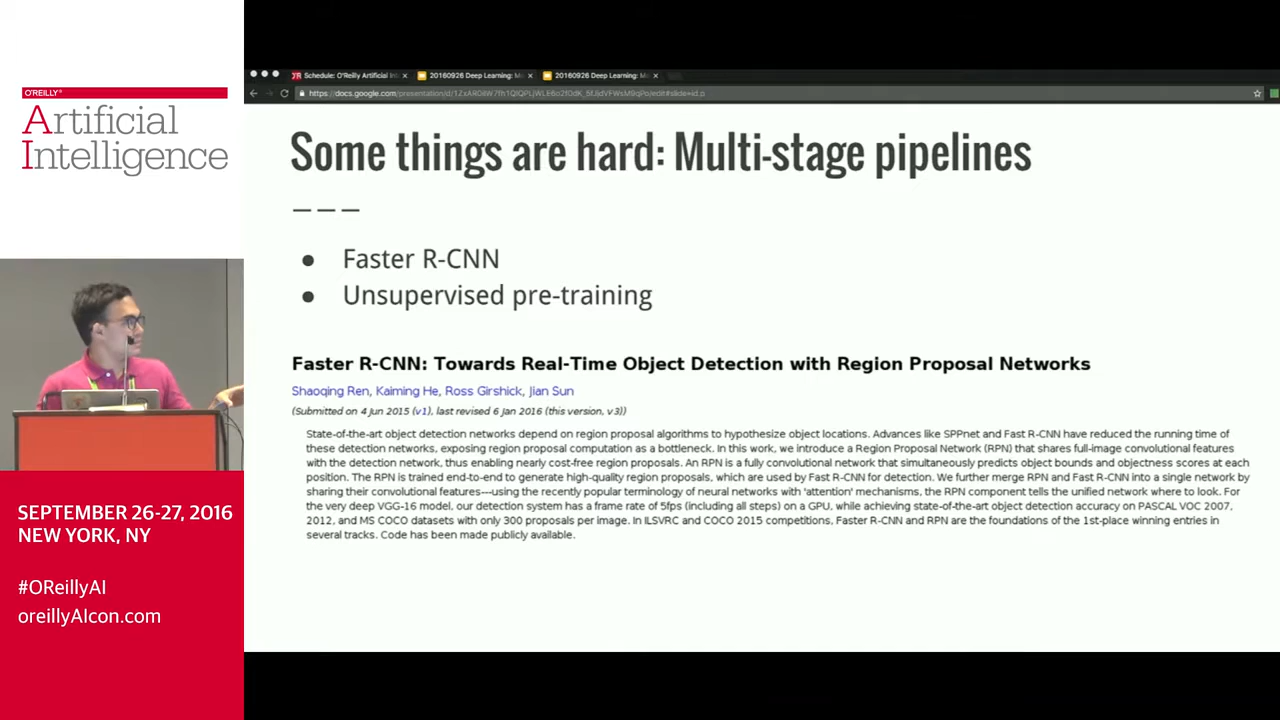 O'REILLY®
Artificial
Intelligence
SEPTEMBER 26-27, 2016
NEW YORK, NY
#OReillyAI
oreillyAIcon.com
Schedule: O'Reilly Artificial
20160926 Deep Learning:
20160926 Deep Learning:
Some things are hard: Multi-stage pipelines
● Faster R-CNN
● Unsupervised pre-training
Faster R-CNN: Towards Real-Time Object Detection with Region Proposal Networks
Shaoqing Ren, Kaiming He, Ross Girshick, Jian Sun
(Submitted on 4 Jun 2015 (v1), last revised 6 Jan 2016 (this version, v3))
State-of-the-art object detection networks depend on region proposal algorithms to hypothesize object locations. Advances like SPPnet and Fast R-CNN have reduced the running time of
these detection networks, exposing region proposal computation as a bottleneck. In this work, we introduce a Region Proposal Network (RPN) that shares full-image convolutional features
with the detection network, thus enabling nearly cost-free region proposals. An RPN is a fully convolutional network that simultaneously predicts object bounds and objectness scores at each
position. The RPN is trained end-to-end to generate high-quality region proposals, which are used by Fast R-CNN for detection. We further merge RPN and Fast R-CNN into a single network by
sharing their convolutional features---using the recently popular terminology of neural networks with 'attention' mechanisms, the RPN component tells the unified network where to look. For
the very deep VGG-16 model, our detection system has a frame rate of 5fps (including all steps) on a GPU, while achieving state-of-the-art object detection accuracy on PASCAL VOC 2007,
2012, and MS COCO datasets with only 300 proposals per image. In ILSVRC and COCO 2015 competitions, Faster R-CNN and RPN are the foundations of the 1st-place winning entries in
several tracks. Code has been made publicly available.